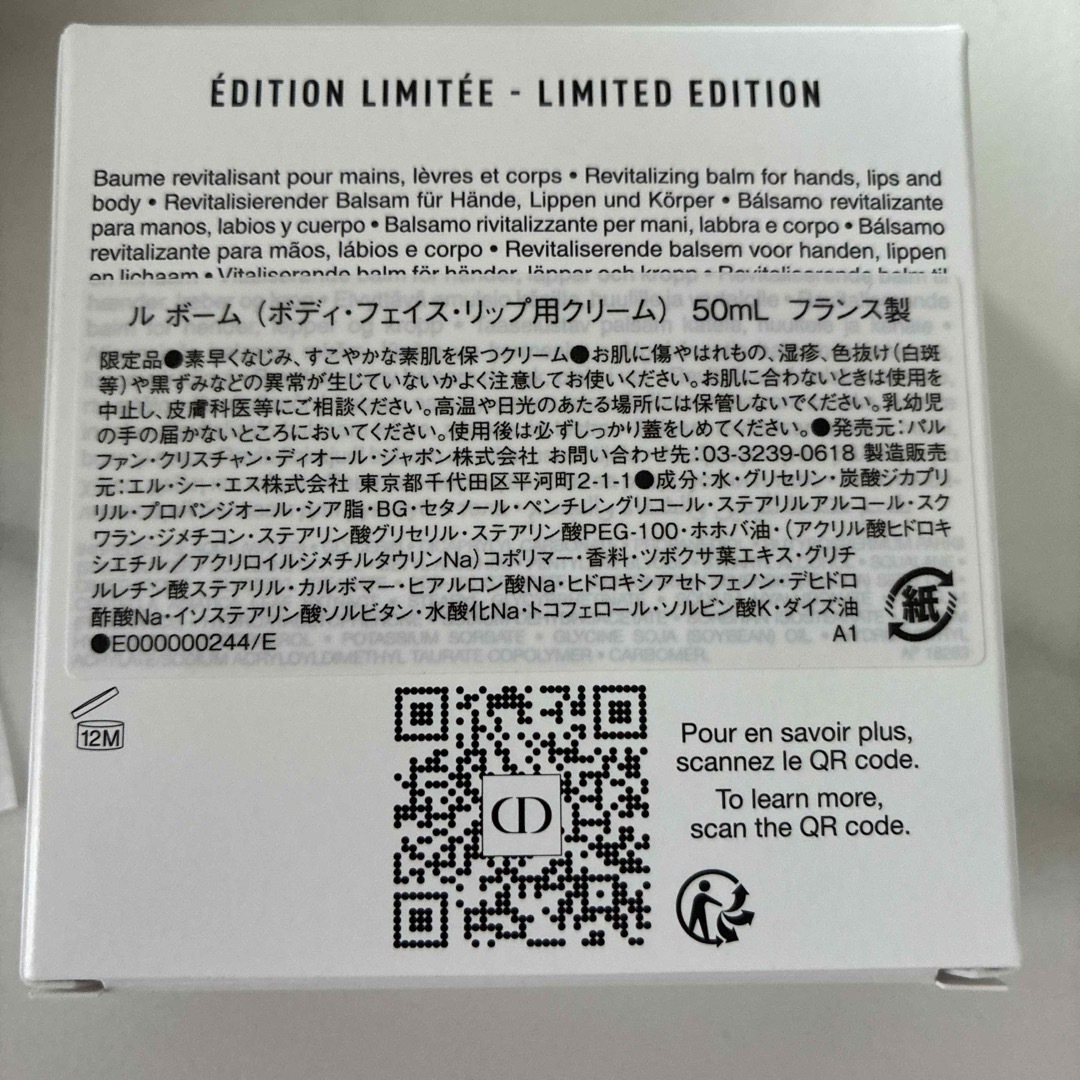 ÉDITION LIMITÉE - LIMITED EDITION
Baume revitalisant pour mains, lèvres et corps • Revitalizing balm for hands, lips and
body • Revitalisierender Balsam für Hände, Lippen und Körper • Bálsamo revitalizante
para manos, labios y cuerpo • Balsamo rivitalizzante per mani, labbra e corpo • Bálsamo
revitalizante para mãos, lábios e corpo • Revitaliserende balsem voor handen, lippen
en lichaam • Vitaliserande balm för händer, läppar och kropp •
ル ボーム（ボディ・フェイス・リップ用クリーム） 50mL フランス製
限定品●素早くなじみ、すこやかな素肌を保つクリーム●お肌に傷やはれもの、湿疹、色抜け(白斑
等)や黒ずみなどの異常が生じていないかよく注意してお使いください。お肌に合わないときは使用を
中止し、皮膚科医等にご相談ください。高温や日光のあたる場所には保管しないでください。乳幼児
の手の届かないところにおいてください。使用後は必ずしっかり蓋をしめてください。●発売元：パル
ファン・クリスチャン・ディオール・ジャポン株式会社 お問い合わせ先：03-3239-0618 製造販売
元：エル・シー・エス株式会社 東京都千代田区平河町2-1-1●成分：水・グリセリン・炭酸ジカプリ
リル・プロパンジオール・シア脂・BG・セタノール・ペンチレングリコール・ステアリルアルコール・スク
ワラン・ジメチコン・ステアリン酸グリセリル・ステアリン酸PEG-100・ホホバ油・（アクリル酸ヒドロキ
シエチル／アクリロイルジメチルタウリンNa）コポリマー・香料・ツボクサ葉エキス・グリチ
ルレチン酸ステアリル・カルボマー・ヒアルロン酸Na・ヒドロキシアセトフェノン・デヒドロ
酢酸Na・イソステアリン酸ソルビタン・水酸化Na・トコフェロール・ソルビン酸K・ダイズ油
●E000000244/E
A1
紙
12M
CD
Pour en savoir plus,
scannez le QR code.
To learn more,
scan the QR code.